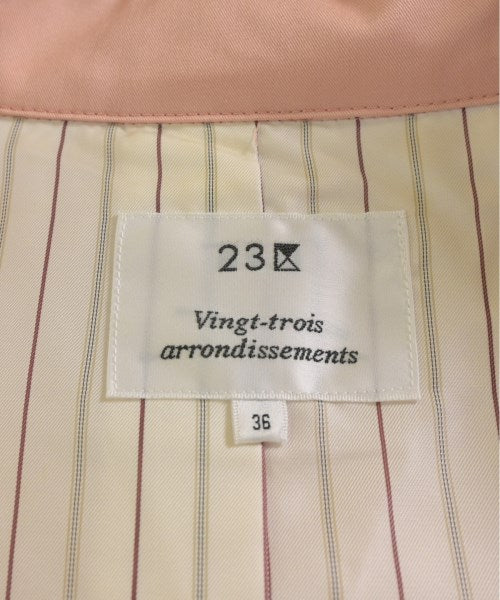 23区
Vingt-trois
arrondissements
36